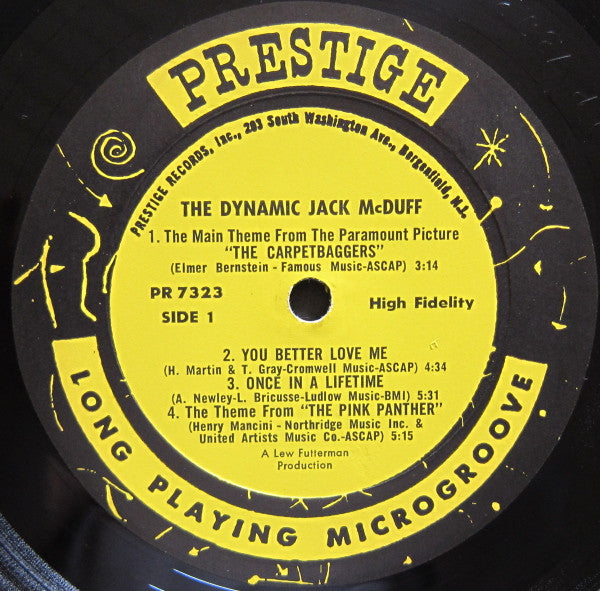 PRESTIGE
PRESTIGE RECORDS, Inc., 203 South Washington Ave., Bergenfield, N.J.
THE DYNAMIC JACK McDUFF
1. The Main Theme From The Paramount Picture
"THE CARPETBAGGERS"
(Elmer Bernstein - Famous Music-ASCAP) 3:14
PR 7323
SIDE 1
High Fidelity
2. YOU BETTER LOVE ME
(H. Martin & T. Gray-Cromwell Music-ASCAP) 4:34
3. ONCE IN A LIFETIME
(A. Newley-L. Bricusse-Ludlow Music-BMI) 5:31
4. The Theme From "THE PINK PANTHER"
(Henry Mancini - Northridge Music Inc. &
United Artists Music Co.-ASCAP) 5:15
A Lew Futterman
Production
LONG PLAYING MICROGROOVE